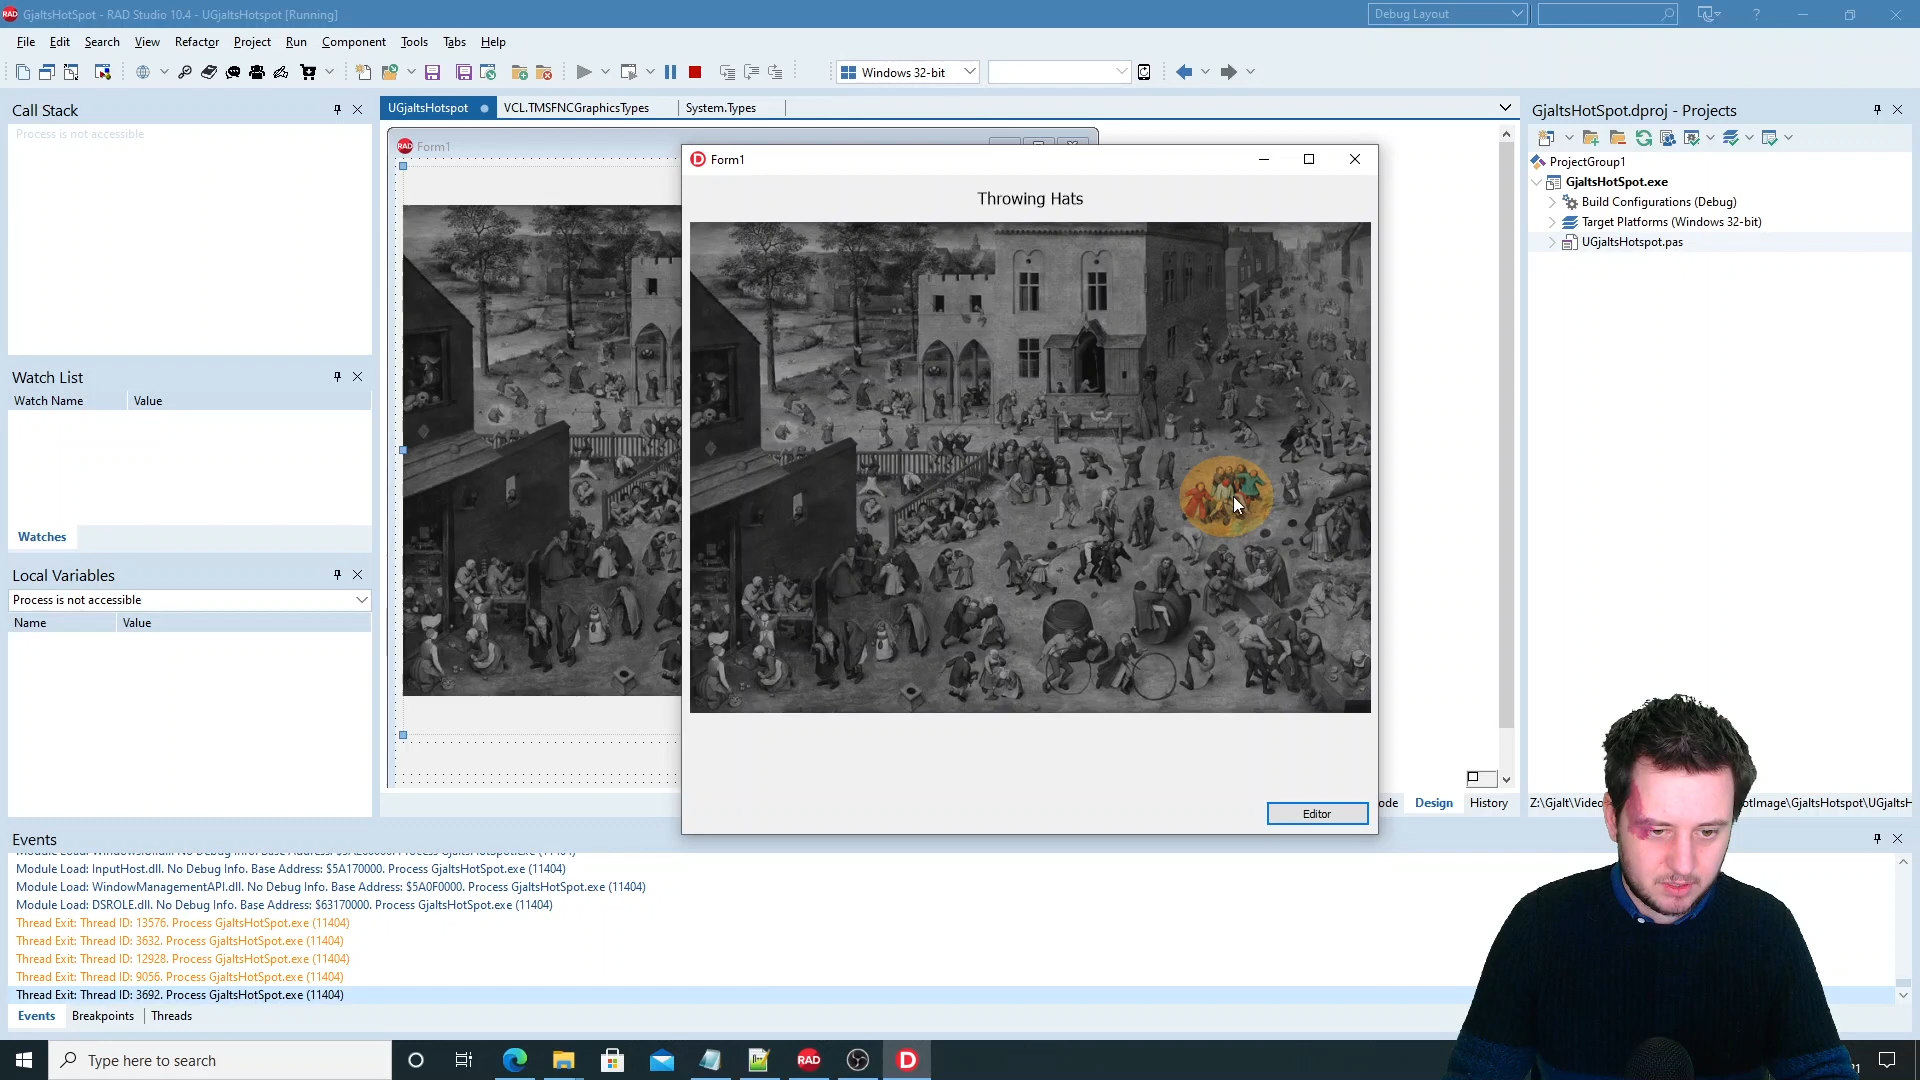 GjaltsHotSpot - RAD Studio 10.4 - UGjaltsHotspot [Running]
Debug Layout
File Edit Search View Refactor Project Run Component Tools Tabs Help
Windows 32-bit
Call Stack
Process is not accessible
Watch List
Watch Name Value
Watches
Local Variables
Process is not accessible
Name Value
UGjaltsHotspot VCL.TMSFNCGraphicsTypes System.Types
Form1
Form1
Throwing Hats
Editor
Design History
GjaltsHotSpot.dproj - Projects
ProjectGroup1
GjaltsHotSpot.exe
Build Configurations (Debug)
Target Platforms (Windows 32-bit)
UGjaltsHotspot.pas
Events
Module Load: InputHost.dll. No Debug Info. Base Address: $5A170000. Process GjaltsHotSpot.exe (11404)
Module Load: WindowManagementAPI.dll. No Debug Info. Base Address: $5A0F0000. Process GjaltsHotSpot.exe (11404)
Module Load: DSROLE.dll. No Debug Info. Base Address: $63170000. Process GjaltsHotSpot.exe (11404)
Thread Exit: Thread ID: 13576. Process GjaltsHotSpot.exe (11404)
Thread Exit: Thread ID: 3632. Process GjaltsHotSpot.exe (11404)
Thread Exit: Thread ID: 12928. Process GjaltsHotSpot.exe (11404)
Thread Exit: Thread ID: 9056. Process GjaltsHotSpot.exe (11404)
Thread Exit: Thread ID: 3692. Process GjaltsHotSpot.exe (11404)
Events Breakpoints Threads
Type here to search